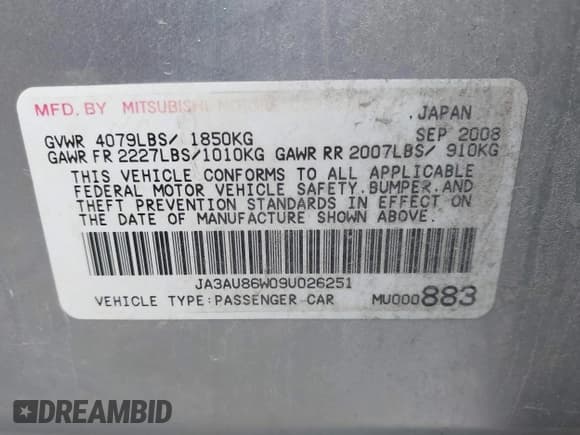 MFD. BY MITSUBISHI MOTORS
JAPAN
GVWR 4079LBS/ 1850KG SEP 2008
GAWR FR 2227LBS/1010KG GAWR RR 2007LBS/ 910KG
THIS VEHICLE CONFORMS TO ALL APPLICABLE
FEDERAL MOTOR VEHICLE SAFETY.BUMPER.AND
THEFT PREVENTION STANDARDS IN EFFECT ON
THE DATE OF MANUFACTURE SHOWN ABOVE.
JA3AU86W09U026251
VEHICLE TYPE:PASSENGER CAR MU000883
DREAMBID